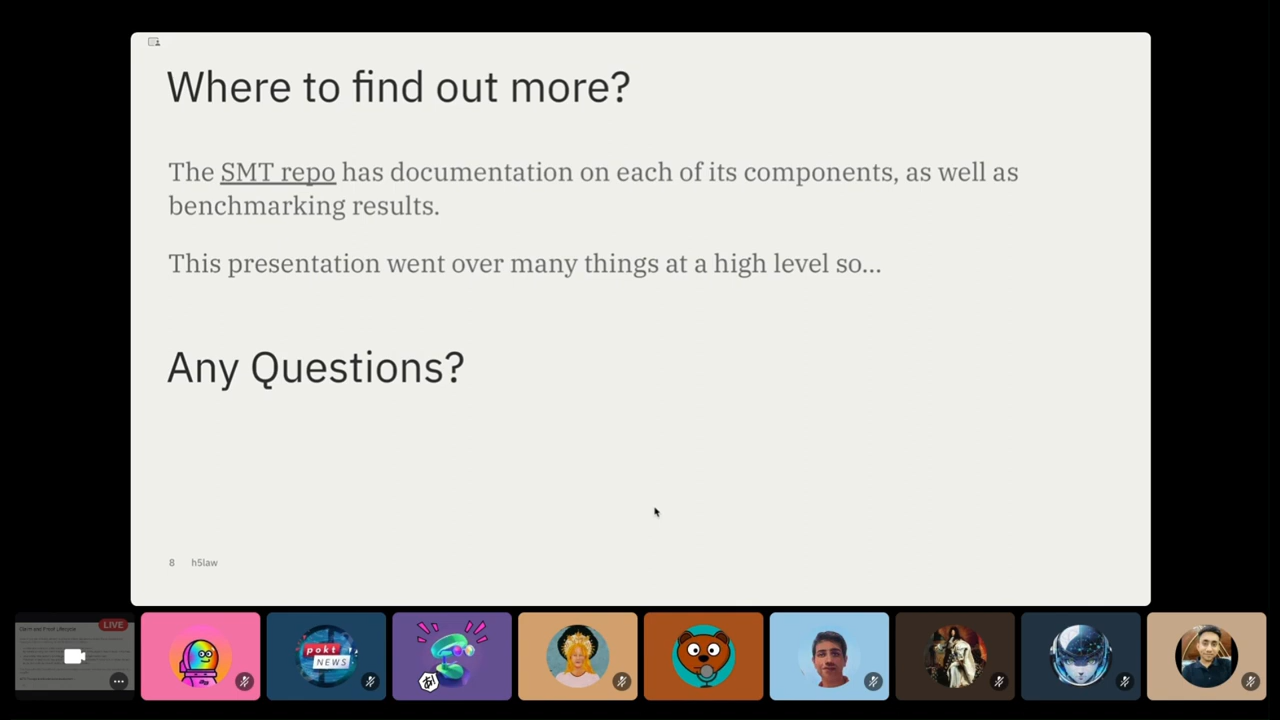 Where to find out more?
The SMT repo has documentation on each of its components, as well as
benchmarking results.
This presentation went over many things at a high level so...
Any Questions?
8 h5law
LIVE
pokt
NEWS